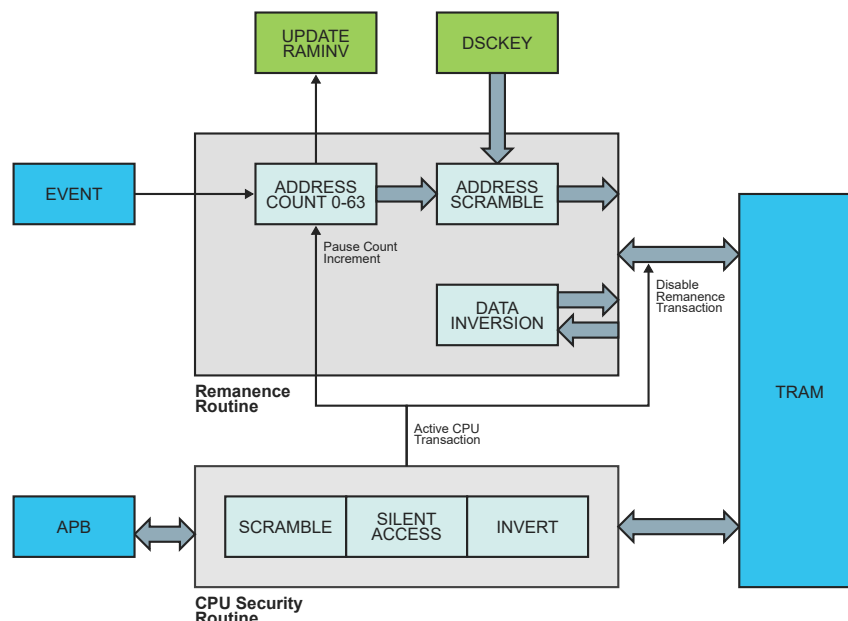 UPDATE
RAMINV
DSCKEY
EVENT
ADDRESS
COUNT 0-63
ADDRESS
SCRAMBLE
Pause Count
Increment
Disable
Remanence
Transaction
DATA
INVERSION
Remanence
Routine
TRAM
Active CPU
Transaction
APB
SCRAMBLE
SILENT
ACCESS
INVERT
CPU Security
Routine